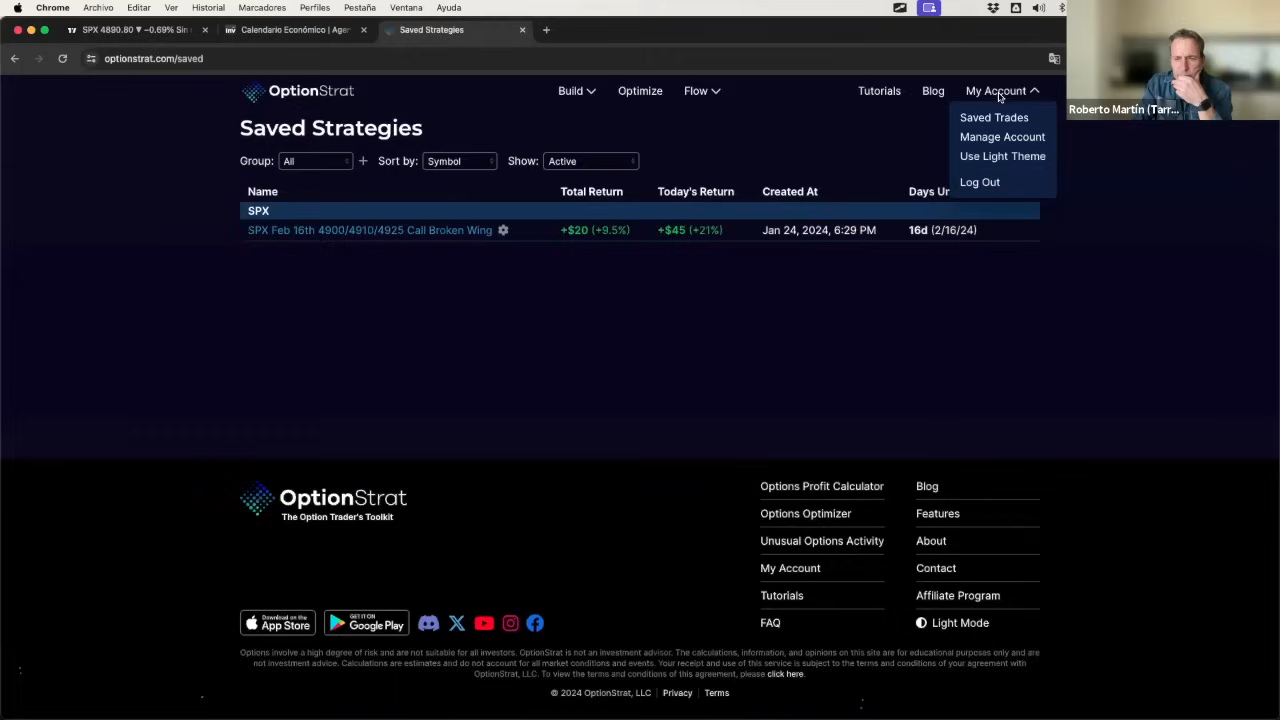 Chrome Archivo Editar Ver Historial Marcadores Perfiles Pestaña Ventana Ayuda
SPX 4890.80 ▼ −0.69% Sin
Calendario Económico | Agen
Saved Strategies
optionstrat.com/saved
OptionStrat
Build
Optimize
Flow
Tutorials
Blog
My Account
Roberto Martín (Tarr...
Saved Trades
Manage Account
Use Light Theme
Log Out
Saved Strategies
Group: All + Sort by: Symbol Show: Active
Name Total Return Today's Return Created At Days Un
SPX
SPX Feb 16th 4900/4910/4925 Call Broken Wing +$20 (+9.5%) +$45 (+21%) Jan 24, 2024, 6:29 PM 16d (2/16/24)
OptionStrat
The Option Trader's Toolkit
Options Profit Calculator
Options Optimizer
Unusual Options Activity
My Account
Tutorials
FAQ
Blog
Features
About
Contact
Affiliate Program
Light Mode
Download on the
App Store
GET IT ON
Google Play
Options involve a high degree of risk and are not suitable for all investors. OptionStrat is not an investment advisor. The calculations, information, and opinions on this site are for educational purposes only and are
not investment advice. Calculations are estimates and do not account for all market conditions and events. Your receipt and use of this service is subject to the terms and conditions of your agreement with
OptionStrat, LLC. To view the terms and conditions of this agreement, please click here.
© 2024 OptionStrat, LLC | Privacy | Terms